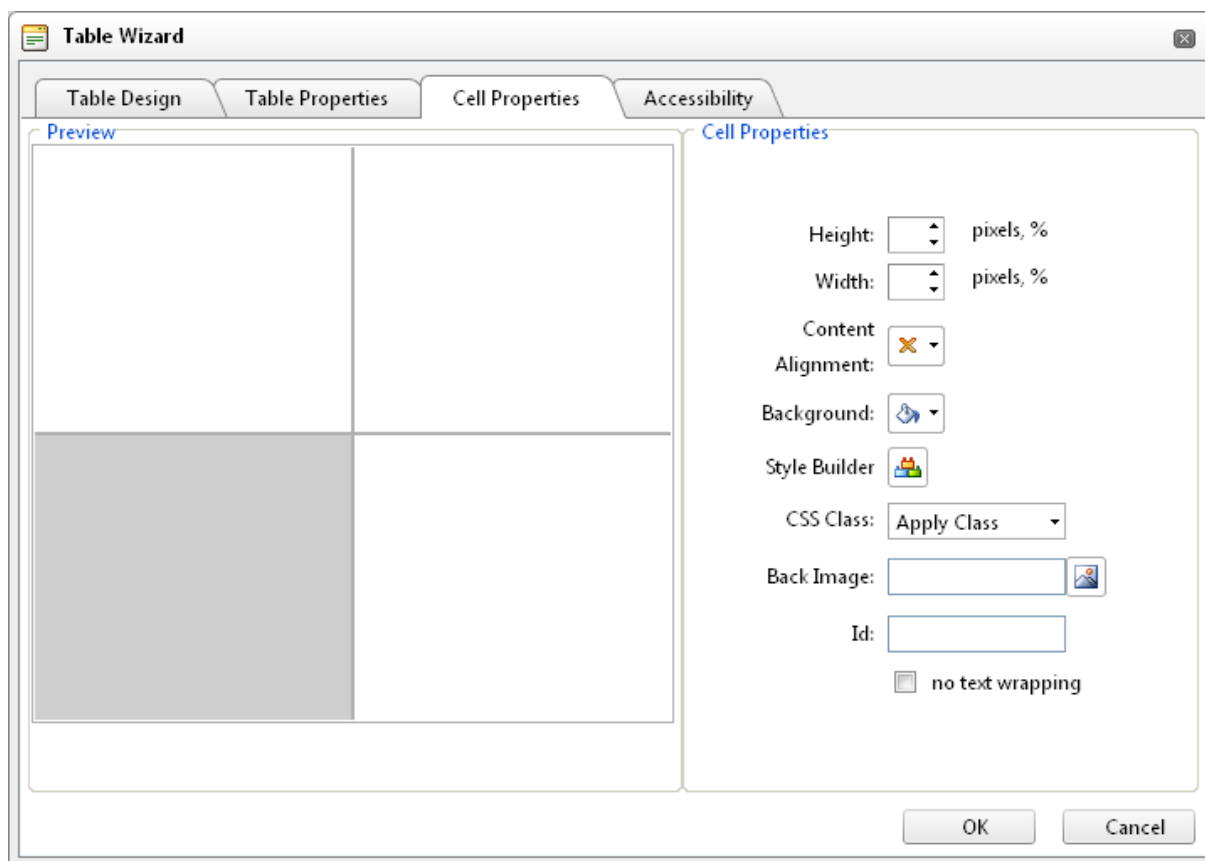 Table Wizard
Table Design
Table Properties
Cell Properties
Accessibility
Preview
Cell Properties
Height:
pixels, %
Width:
pixels, %
Content
Alignment:
Background:
Style Builder
CSS Class:
Apply Class
Back Image:
Id:
no text wrapping
OK
Cancel